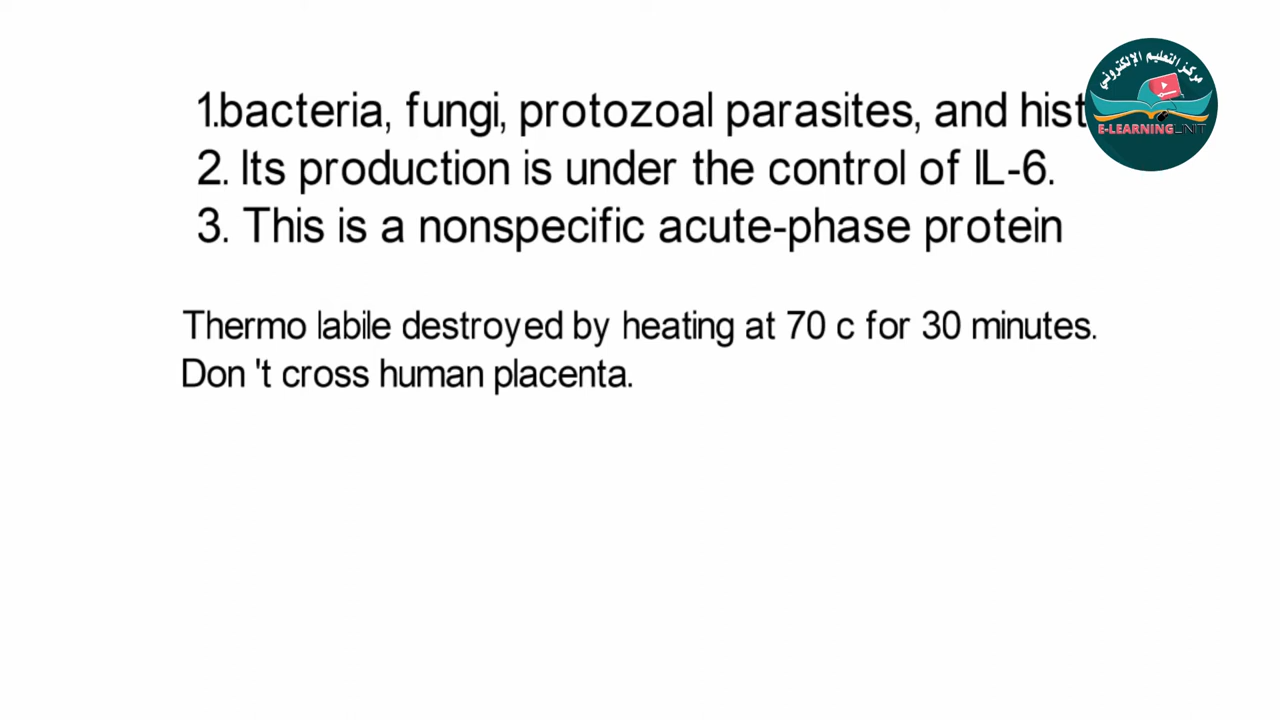 مركز التعليم الإلكتروني
E-LEARNING UNIT
1.bacteria, fungi, protozoal parasites, and hist
2. Its production is under the control of IL-6.
3. This is a nonspecific acute-phase protein
Thermo labile destroyed by heating at 70 c for 30 minutes.
Don 't cross human placenta.